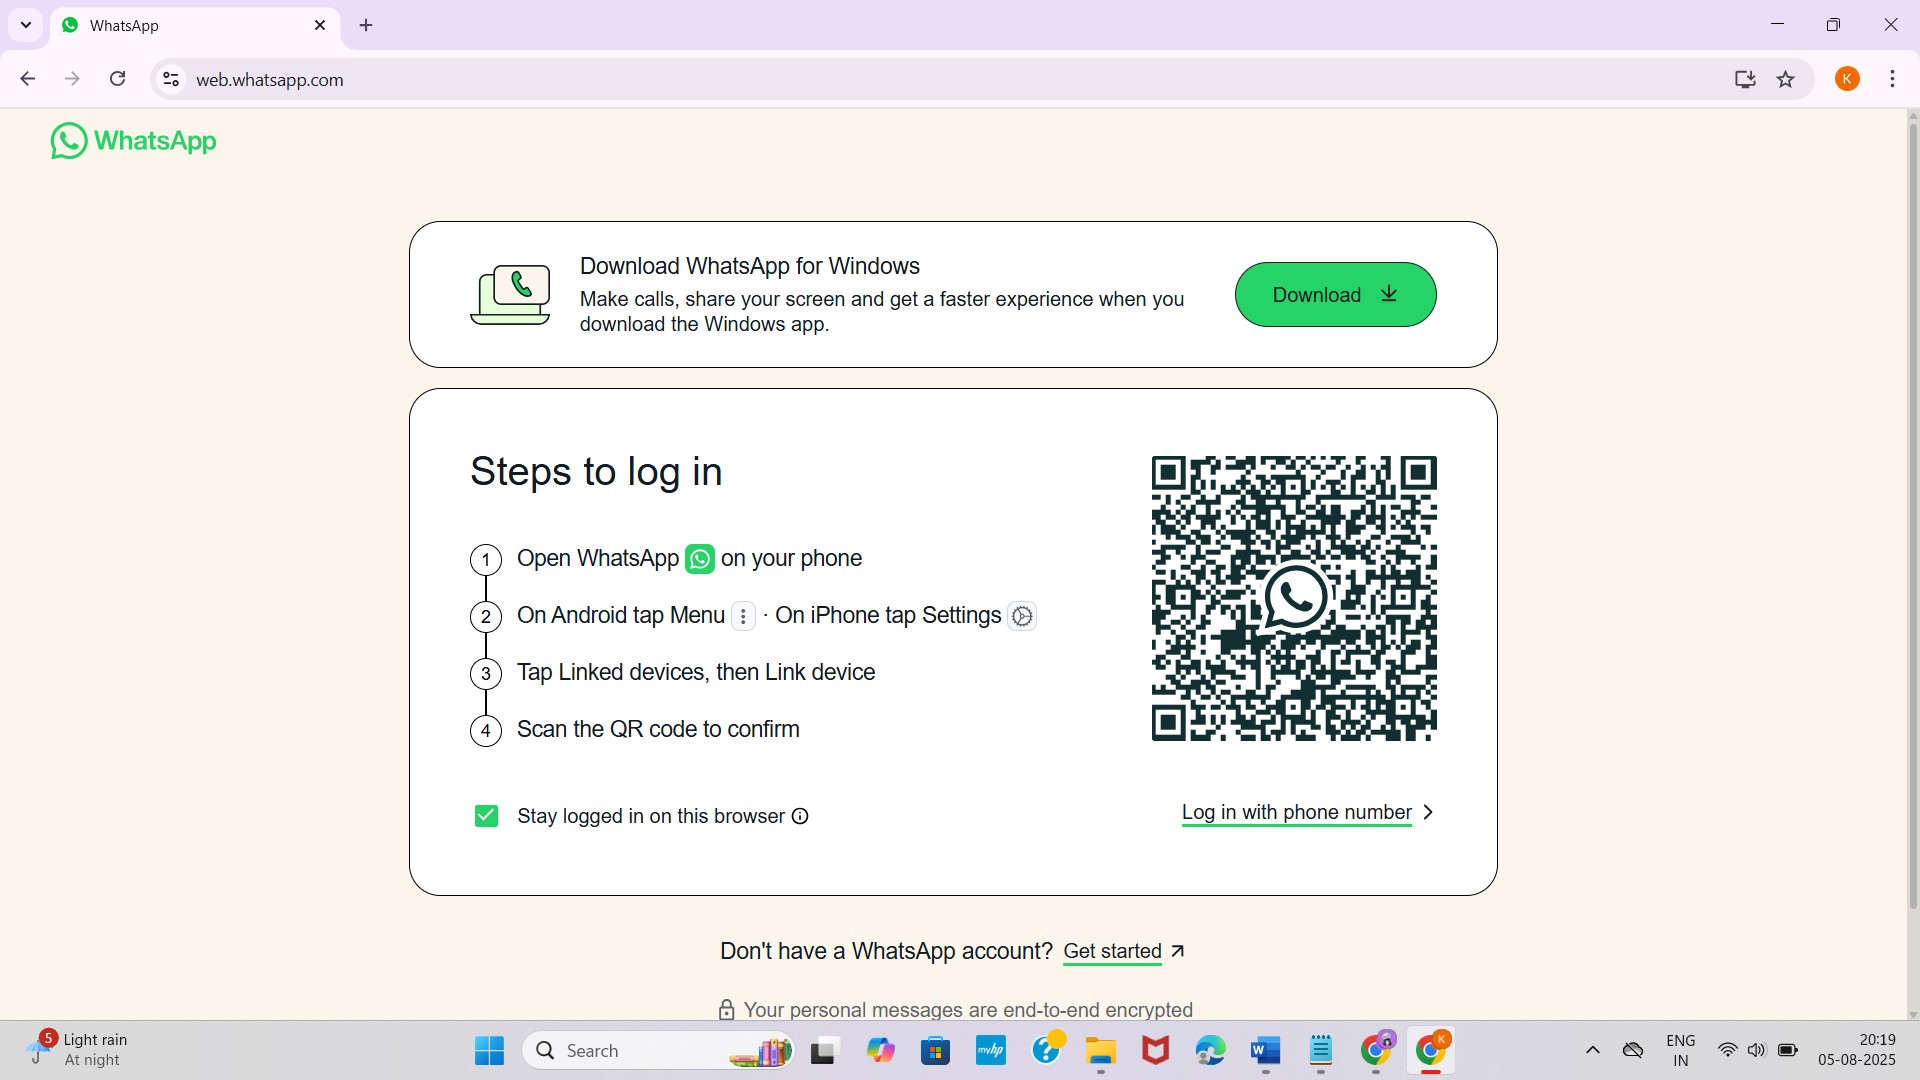 WhatsApp
web.whatsapp.com
K
WhatsApp
Download WhatsApp for Windows
Make calls, share your screen and get a faster experience when you
download the Windows app.
Download
Steps to log in
1 Open WhatsApp on your phone
2 On Android tap Menu · On iPhone tap Settings
3 Tap Linked devices, then Link device
4 Scan the QR code to confirm
Stay logged in on this browser
Log in with phone number
Don't have a WhatsApp account? Get started
Your personal messages are end-to-end encrypted
5
Light rain
At night
Search
myhp
?
W
K
ENG
IN
20:19
05-08-2025